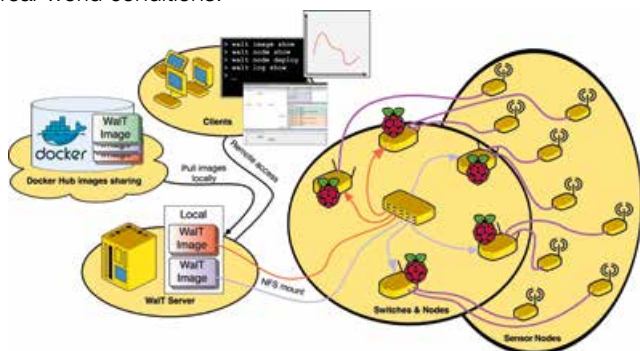 real world conditions.
> walt image show
> walt node show
> walt node deploy
> walt log show
> _
Clients
WalT
Image
docker
Docker Hub images sharing
Pull images
locally
Remote access
Local
WalT
Image
WalT
Image
WalT Server
NFS mount
Switches & Nodes
Sensor Nodes